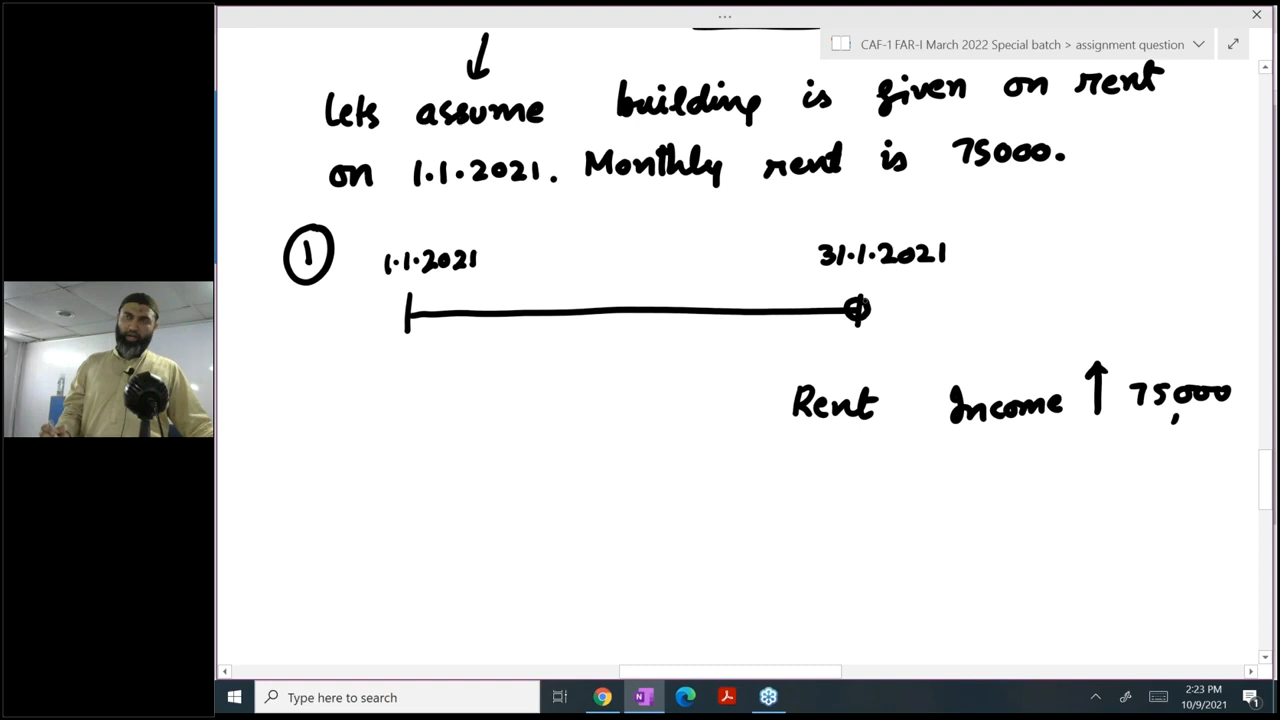 CAF-1 FAR-I March 2022 Special batch > assignment question
Lets assume building is given on rent
on 1.1.2021. Monthly rent is 75000.
1
1.1.2021 31.1.2021
Rent Income ↑ 75,000
Type here to search
2:23 PM
10/9/2021
1